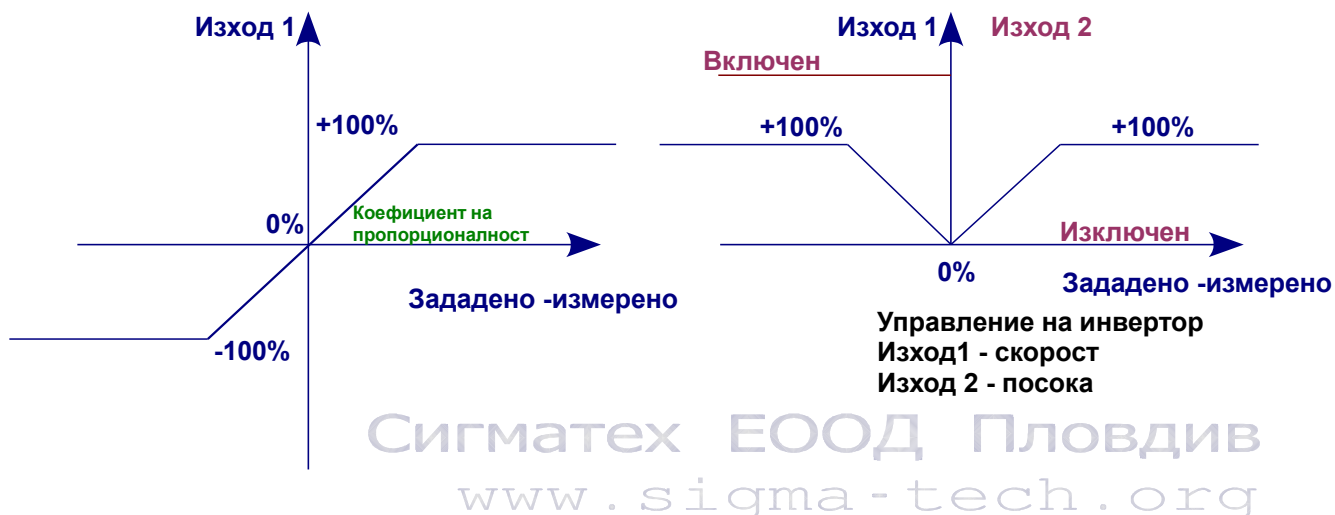 Изход 1
+100%
0%
Коефициент на
пропорционалност
Зададено -измерено
-100%
Изход 1 Изход 2
Включен
+100%
+100%
Изключен
0%
Зададено -измерено
Управление на инвертор
Изход1 - скорост
Изход 2 - посока
Сигматех ЕООД Пловдив
www.sigma-tech.org